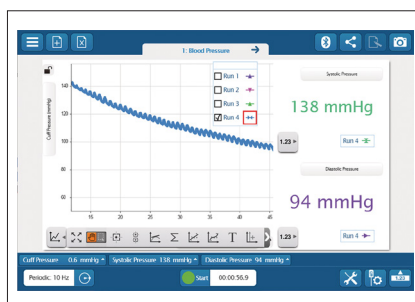 1: Blood Pressure
Run 1
Run 2
Run 3
Run 4
Cuff Pressure (mmHg)
140
120
100
80
60
15
20
25
30
35
40
45
Systolic Pressure
138 mmHg
1.23
Run 4
Diastolic Pressure
94 mmHg
1.23
Run 4
Cuff Pressure 0.6 mmHg Systolic Pressure 138 mmHg Diastolic Pressure 94 mmHg
Periodic: 10 Hz
Start
00:00:56.9
1.23